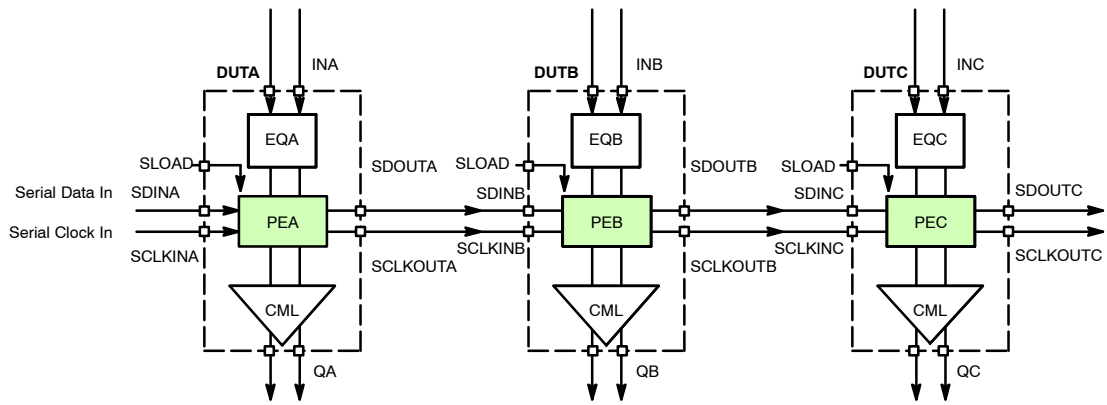 DUTA
INA
EQA
SLOAD
Serial Data In
SDINA
Serial Clock In
SCLKINA
PEA
SDOUTA
SCLKOUTA
CML
QA
DUTB
INB
EQB
SLOAD
SDINB
SCLKINB
PEB
SDOUTB
SCLKOUTB
CML
QB
DUTC
INC
EQC
SLOAD
SDINC
SCLKINC
PEC
SDOUTC
SCLKOUTC
CML
QC